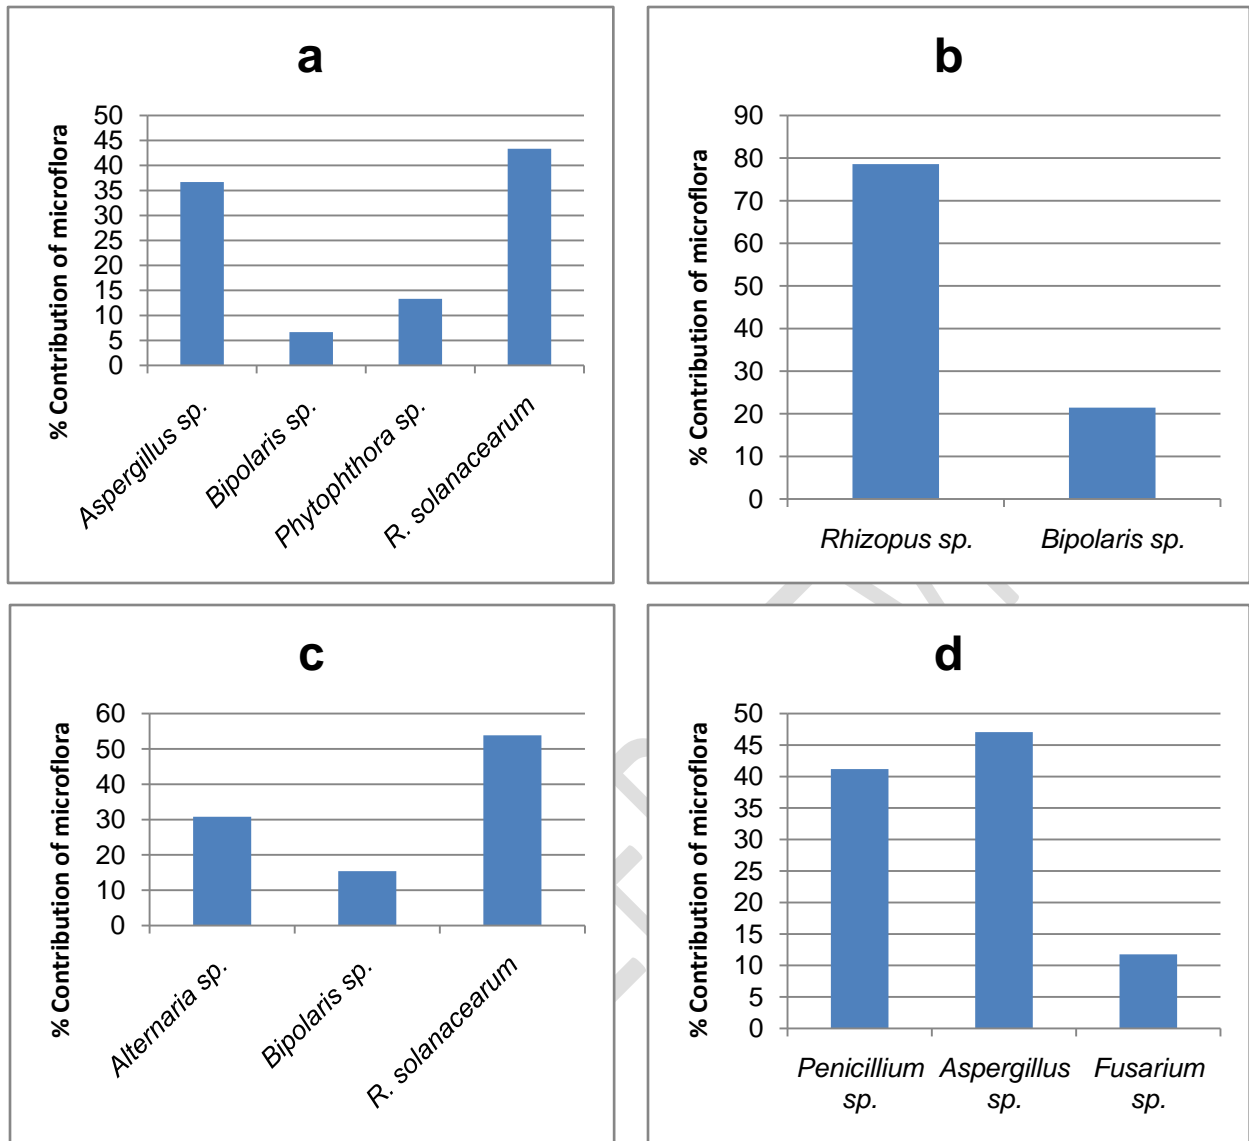 a
% Contribution of microflora
50
45
40
35
30
25
20
15
10
5
0
Aspergillus sp.
Bipolaris sp.
Phytophthora sp.
R. solanacearum
b
% Contribution of microflora
90
80
70
60
50
40
30
20
10
0
Rhizopus sp.
Bipolaris sp.
c
% Contribution of microflora
60
50
40
30
20
10
0
Alternaria sp.
Bipolaris sp.
R. solanacearum
d
% Contribution of microflora
50
45
40
35
30
25
20
15
10
5
0
Penicillium
sp.
Aspergillus
sp.
Fusarium
sp.